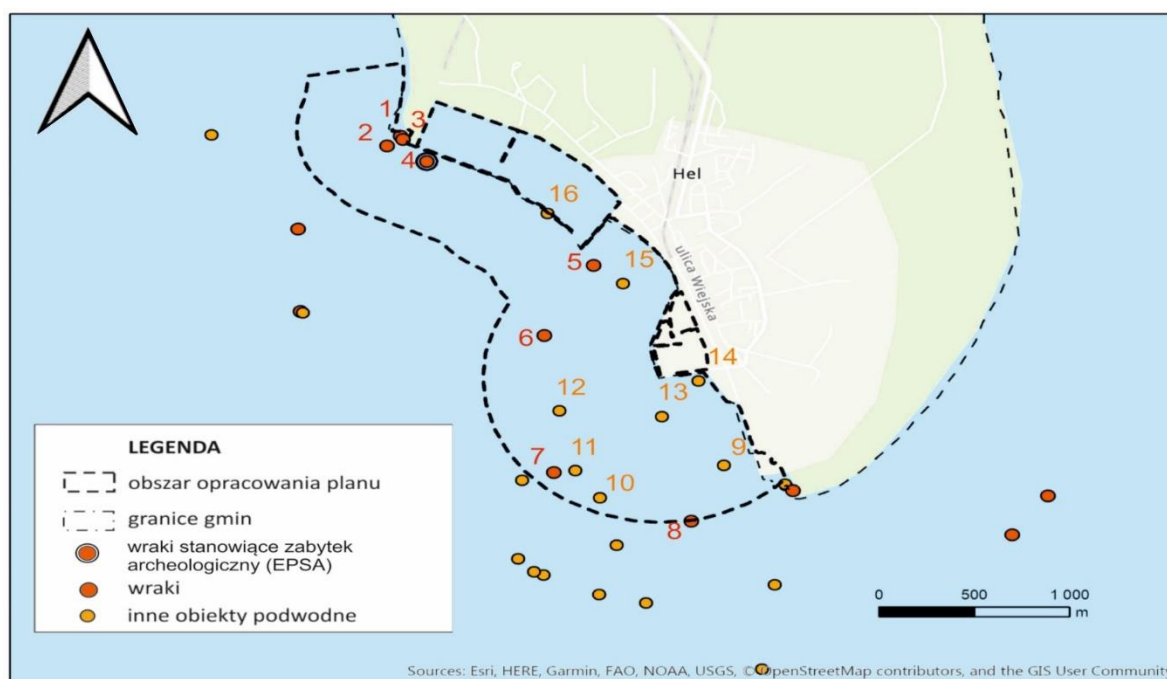 1
3
2
4
16
Hel
5
15
ulica Wiejska
6
14
12
13
7
11
9
10
8
LEGENDA
obszar opracowania planu
granice gmin
wraki stanowiące zabytek
archeologiczny (EPSA)
wraki
inne obiekty podwodne
0 500 1 000
m
Sources: Esri, HERE, Garmin, FAO, NOAA, USGS, © OpenStreetMap contributors, and the GIS User Community